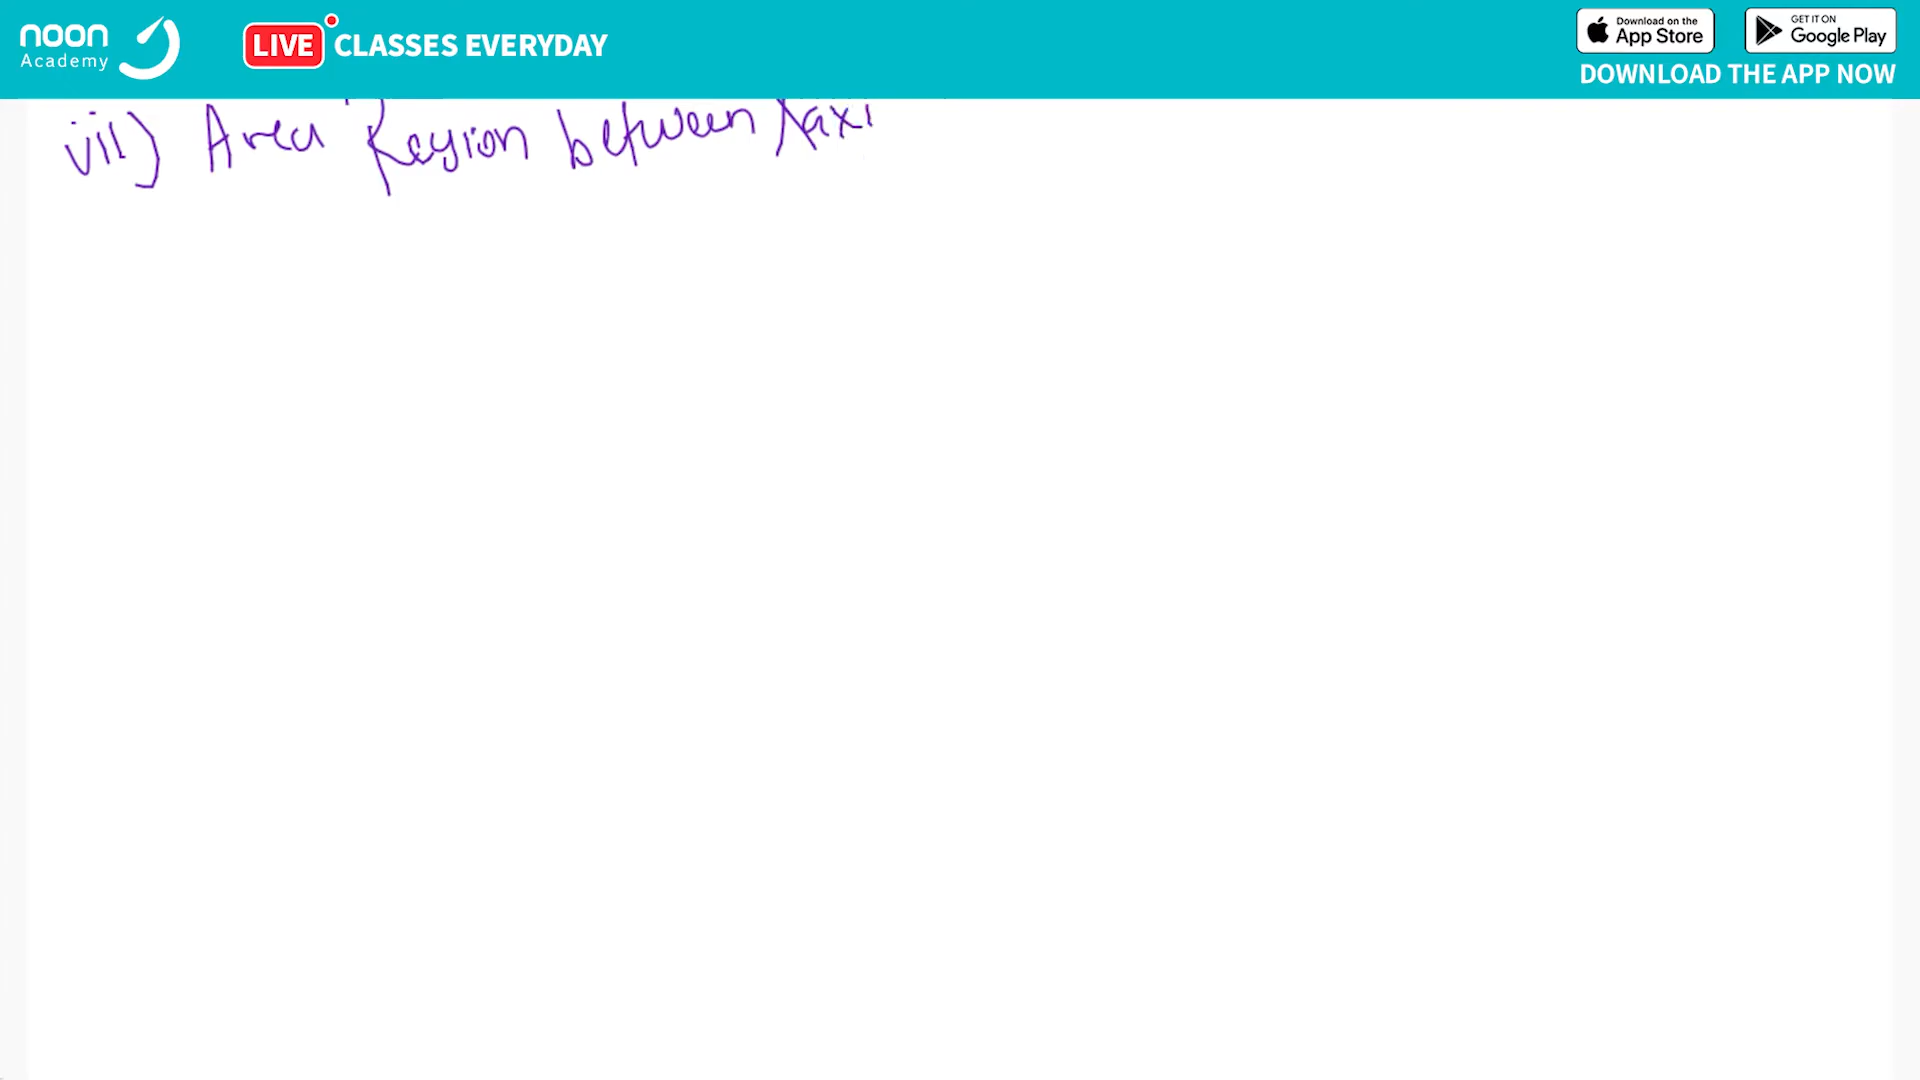 noon
Academy
LIVE CLASSES EVERYDAY
Download on the
App Store
GET IT ON
Google Play
DOWNLOAD THE APP NOW
vii) Area Region between